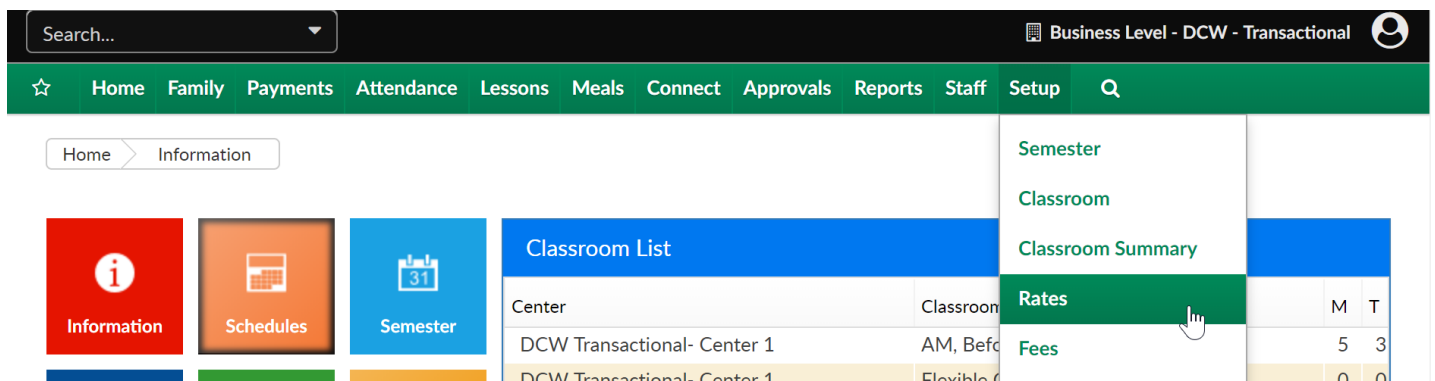 Search...
Business Level - DCW - Transactional
Home Family Payments Attendance Lessons Meals Connect Approvals Reports Staff Setup
Home Information
Semester
Classroom
Classroom Summary
Rates
Fees
Information
Schedules
31
Semester
Classroom List
Center Classroom M T
DCW Transactional- Center 1 AM, Befo 5 3
DCW Transactional- Center 1 Flexible 0 0